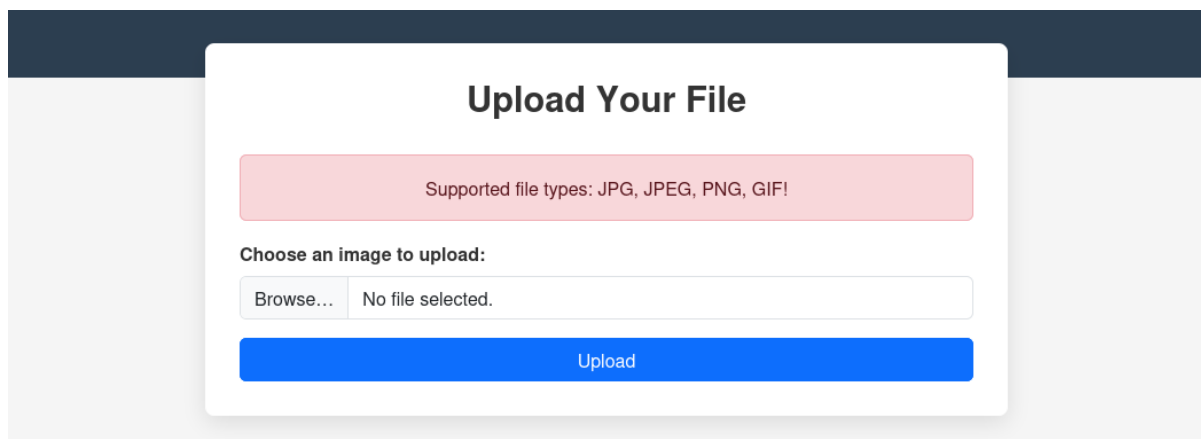 Upload Your File
Supported file types: JPG, JPEG, PNG, GIF!
Choose an image to upload:
Browse… No file selected.
Upload